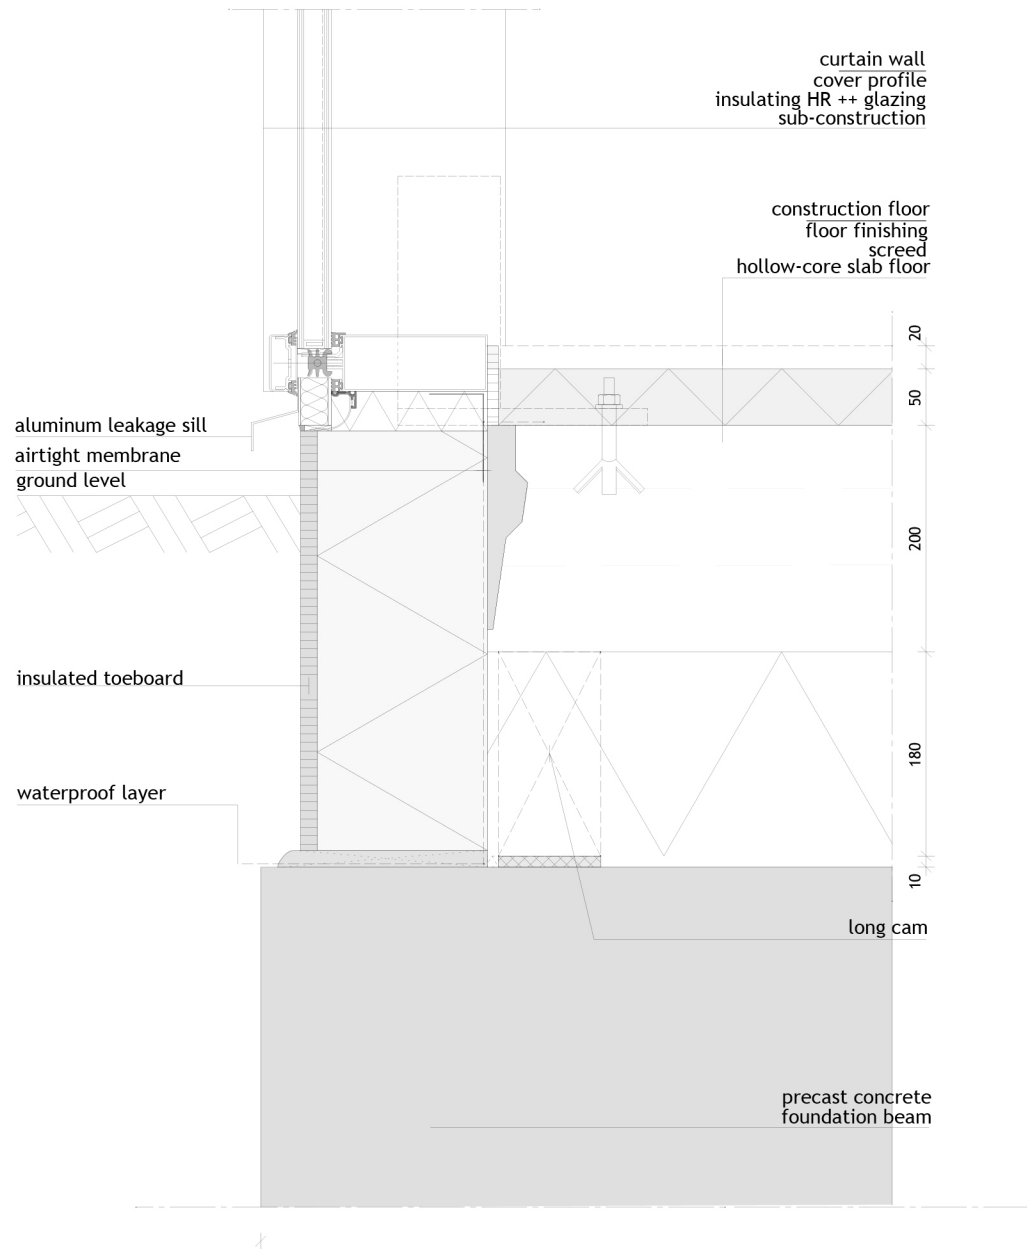 curtain wall
cover profile
insulating HR ++ glazing
sub-construction
construction floor
floor finishing
screed
hollow-core slab floor
20
50
aluminum leakage sill
airtight membrane
ground level
200
insulated toeboard
180
waterproof layer
10
long cam
precast concrete
foundation beam